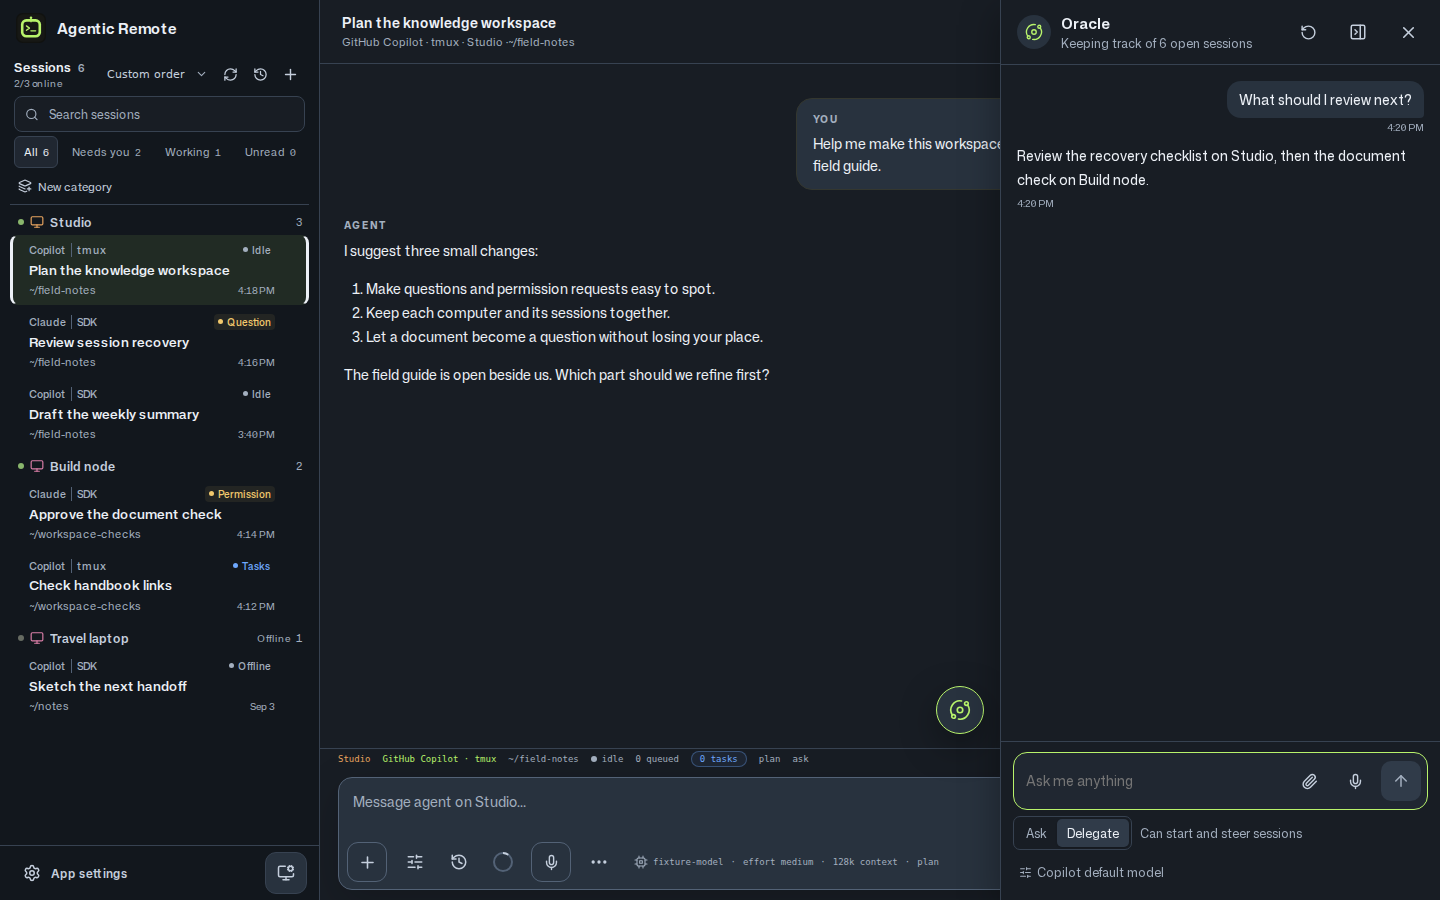 Agentic Remote
Sessions 6
2/3 online
Custom order
Search sessions
All 6
Needs you 2
Working 1
Unread 0
New category
Studio 3
Copilot | tmux Idle
Plan the knowledge workspace
~/field-notes 4:18 PM
Claude | SDK Question
Review session recovery
~/field-notes 4:16 PM
Copilot | SDK Idle
Draft the weekly summary
~/field-notes 3:40 PM
Build node 2
Claude | SDK Permission
Approve the document check
~/workspace-checks 4:14 PM
Copilot | tmux Tasks
Check handbook links
~/workspace-checks 4:12 PM
Travel laptop Offline 1
Copilot | SDK Offline
Sketch the next handoff
~/notes Sep 3
App settings
Plan the knowledge workspace
GitHub Copilot · tmux · Studio · ~/field-notes
YOU
Help me make this workspace
field guide.
AGENT
I suggest three small changes:
1. Make questions and permission requests easy to spot.
2. Keep each computer and its sessions together.
3. Let a document become a question without losing your place.
The field guide is open beside us. Which part should we refine first?
Studio GitHub Copilot · tmux ~/field-notes idle 0 queued 0 tasks plan ask
Message agent on Studio...
fixture-model · effort medium · 128k context · plan
Oracle
Keeping track of 6 open sessions
What should I review next?
4:20 PM
Review the recovery checklist on Studio, then the document
check on Build node.
4:20 PM
Ask me anything
Ask
Delegate
Can start and steer sessions
Copilot default model